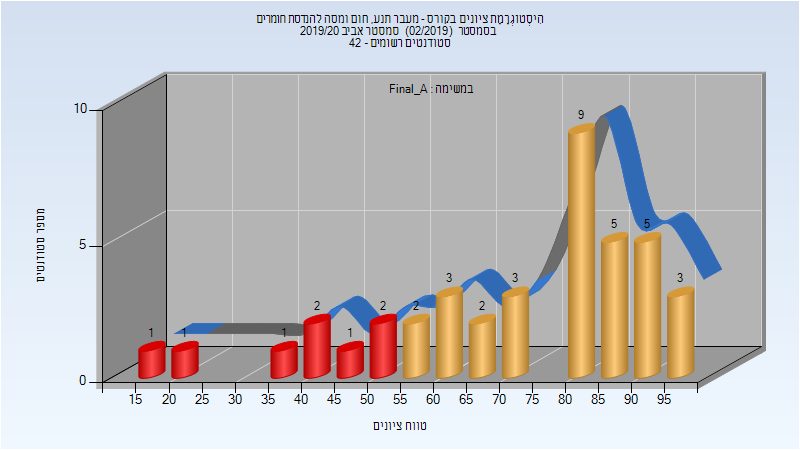 היסטוגרמת ציונים בקורס - מעבר תנע, חום ומסה להנדסת חומרים
בסמסטר (02/2019) סמסטר אביב 2019/20
סטודנטים רשומים - 42
במשימה : Final_A
מספר סטודנטים
10
5
0
1
1
1
2
1
2
2
3
2
3
9
5
5
3
15 20 25 30 35 40 45 50 55 60 65 70 75 80 85 90 95
טווח ציונים